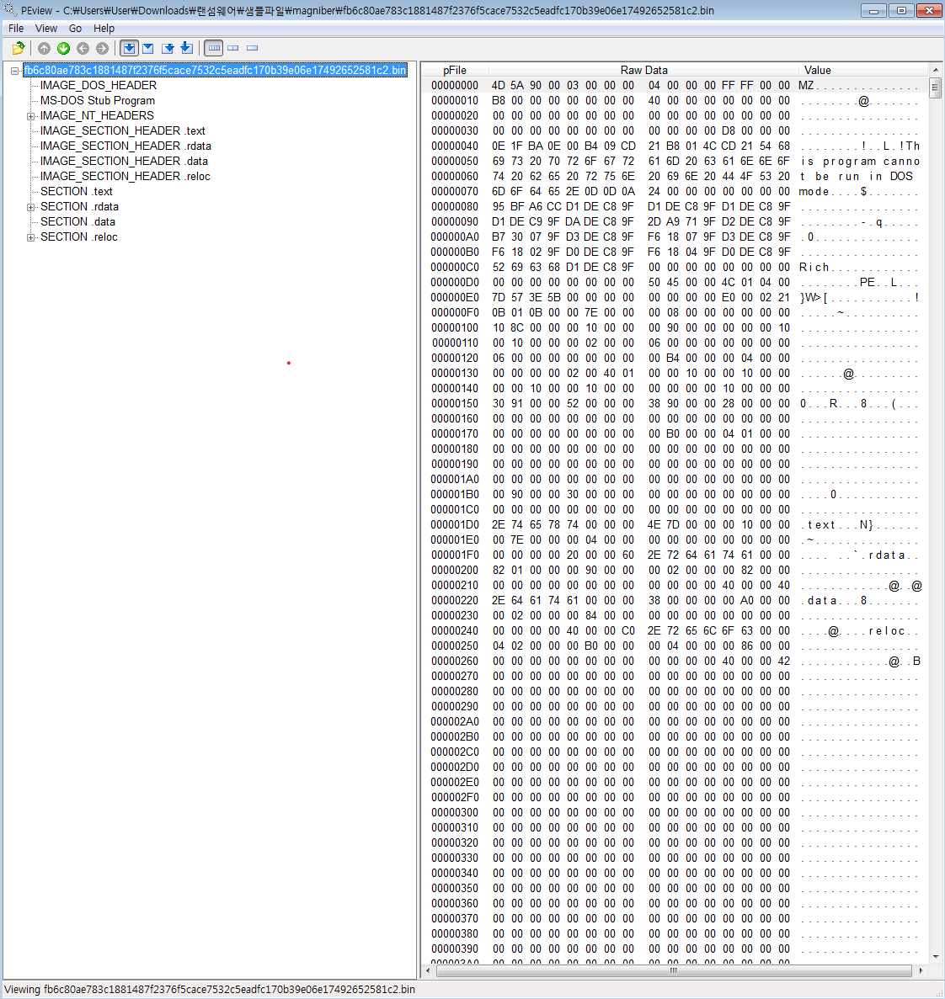 PEview - C:₩Users₩User₩Downloads₩랜섬웨어₩샘플파일₩magniber₩fb6c80ae783c1881487f2376f5cace7532c5eadfc170b39e06e17492652581c2.bin
File View Go Help
fb6c80ae783c1881487f2376f5cace7532c5eadfc170b39e06e17492652581c2.bin
IMAGE_DOS_HEADER
MS-DOS Stub Program
IMAGE_NT_HEADERS
IMAGE_SECTION_HEADER .text
IMAGE_SECTION_HEADER .rdata
IMAGE_SECTION_HEADER .data
IMAGE_SECTION_HEADER .reloc
SECTION .text
SECTION .rdata
SECTION .data
SECTION .reloc
pFile Raw Data Value
00000000 4D 5A 90 00 03 00 00 00 04 00 00 00 FF FF 00 00 MZ..............
00000010 B8 00 00 00 00 00 00 00 40 00 00 00 00 00 00 00 ........@.......
00000020 00 00 00 00 00 00 00 00 00 00 00 00 00 00 00 00 ................
00000030 00 00 00 00 00 00 00 00 00 00 00 00 D8 00 00 00 ................
00000040 0E 1F BA 0E 00 B4 09 CD 21 B8 01 4C CD 21 54 68 ........!..L.!Th
00000050 69 73 20 70 72 6F 67 72 61 6D 20 63 61 6E 6E 6F is program canno
00000060 74 20 62 65 20 72 75 6E 20 69 6E 20 44 4F 53 20 t be run in DOS
00000070 6D 6F 64 65 2E 0D 0D 0A 24 00 00 00 00 00 00 00 mode....$.......
00000080 95 BF A6 CC D1 DE C8 9F D1 DE C8 9F D1 DE C8 9F ................
00000090 D1 DE C9 9F DA DE C8 9F 2D A9 71 9F D2 DE C8 9F ........-.q.....
000000A0 B7 30 07 9F D3 DE C8 9F F6 18 07 9F D3 DE C8 9F .0..............
000000B0 F6 18 02 9F D0 DE C8 9F F6 18 04 9F D0 DE C8 9F ................
000000C0 52 69 63 68 D1 DE C8 9F 00 00 00 00 00 00 00 00 Rich............
000000D0 00 00 00 00 00 00 00 00 50 45 00 00 4C 01 04 00 ........PE..L...
000000E0 7D 57 3E 5B 00 00 00 00 00 00 00 00 E0 00 02 21 }W>[...........!
000000F0 0B 01 0B 00 00 7E 00 00 00 08 00 00 00 00 00 00 .....~..........
00000100 10 8C 00 00 00 10 00 00 00 90 00 00 00 00 00 10 ................
00000110 00 10 00 00 00 02 00 00 06 00 00 00 00 00 00 00 ................
00000120 06 00 00 00 00 00 00 00 00 B4 00 00 00 04 00 00 ................
00000130 00 00 00 00 02 00 40 01 00 00 10 00 00 10 00 00 ......@.........
00000140 00 00 10 00 00 10 00 00 00 00 00 00 10 00 00 00 ................
00000150 30 91 00 00 52 00 00 00 38 90 00 00 28 00 00 00 0...R...8...(...
00000160 00 00 00 00 00 00 00 00 00 00 00 00 00 00 00 00 ................
00000170 00 00 00 00 00 00 00 00 00 B0 00 00 04 01 00 00 ................
00000180 00 00 00 00 00 00 00 00 00 00 00 00 00 00 00 00 ................
00000190 00 00 00 00 00 00 00 00 00 00 00 00 00 00 00 00 ................
000001A0 00 00 00 00 00 00 00 00 00 00 00 00 00 00 00 00 ................
000001B0 00 90 00 00 30 00 00 00 00 00 00 00 00 00 00 00 ....0...........
000001C0 00 00 00 00 00 00 00 00 00 00 00 00 00 00 00 00 ................
000001D0 2E 74 65 78 74 00 00 00 4E 7D 00 00 00 10 00 00 .text...N}......
000001E0 00 7E 00 00 00 04 00 00 00 00 00 00 00 00 00 00 .~..............
000001F0 00 00 00 00 20 00 00 60 2E 72 64 61 74 61 00 00 .... ..`.rdata..
00000200 82 01 00 00 00 90 00 00 00 02 00 00 00 82 00 00 ................
00000210 00 00 00 00 00 00 00 00 00 00 00 00 40 00 00 40 ............@..@
00000220 2E 64 61 74 61 00 00 00 38 00 00 00 00 A0 00 00 .data...8.......
00000230 00 02 00 00 00 84 00 00 00 00 00 00 00 00 00 00 ................
00000240 00 00 00 00 40 00 00 C0 2E 72 65 6C 6F 63 00 00 ....@....reloc..
00000250 04 02 00 00 00 B0 00 00 00 04 00 00 00 86 00 00 ................
00000260 00 00 00 00 00 00 00 00 00 00 00 00 40 00 00 42 ............@..B
00000270 00 00 00 00 00 00 00 00 00 00 00 00 00 00 00 00 ................
00000280 00 00 00 00 00 00 00 00 00 00 00 00 00 00 00 00 ................
00000290 00 00 00 00 00 00 00 00 00 00 00 00 00 00 00 00 ................
000002A0 00 00 00 00 00 00 00 00 00 00 00 00 00 00 00 00 ................
000002B0 00 00 00 00 00 00 00 00 00 00 00 00 00 00 00 00 ................
000002C0 00 00 00 00 00 00 00 00 00 00 00 00 00 00 00 00 ................
000002D0 00 00 00 00 00 00 00 00 00 00 00 00 00 00 00 00 ................
000002E0 00 00 00 00 00 00 00 00 00 00 00 00 00 00 00 00 ................
000002F0 00 00 00 00 00 00 00 00 00 00 00 00 00 00 00 00 ................
00000300 00 00 00 00 00 00 00 00 00 00 00 00 00 00 00 00 ................
00000310 00 00 00 00 00 00 00 00 00 00 00 00 00 00 00 00 ................
00000320 00 00 00 00 00 00 00 00 00 00 00 00 00 00 00 00 ................
00000330 00 00 00 00 00 00 00 00 00 00 00 00 00 00 00 00 ................
00000340 00 00 00 00 00 00 00 00 00 00 00 00 00 00 00 00 ................
00000350 00 00 00 00 00 00 00 00 00 00 00 00 00 00 00 00 ................
00000360 00 00 00 00 00 00 00 00 00 00 00 00 00 00 00 00 ................
00000370 00 00 00 00 00 00 00 00 00 00 00 00 00 00 00 00 ................
00000380 00 00 00 00 00 00 00 00 00 00 00 00 00 00 00 00 ................
00000390 00 00 00 00 00 00 00 00 00 00 00 00 00 00 00 00 ................
Viewing fb6c80ae783c1881487f2376f5cace7532c5eadfc170b39e06e17492652581c2.bin